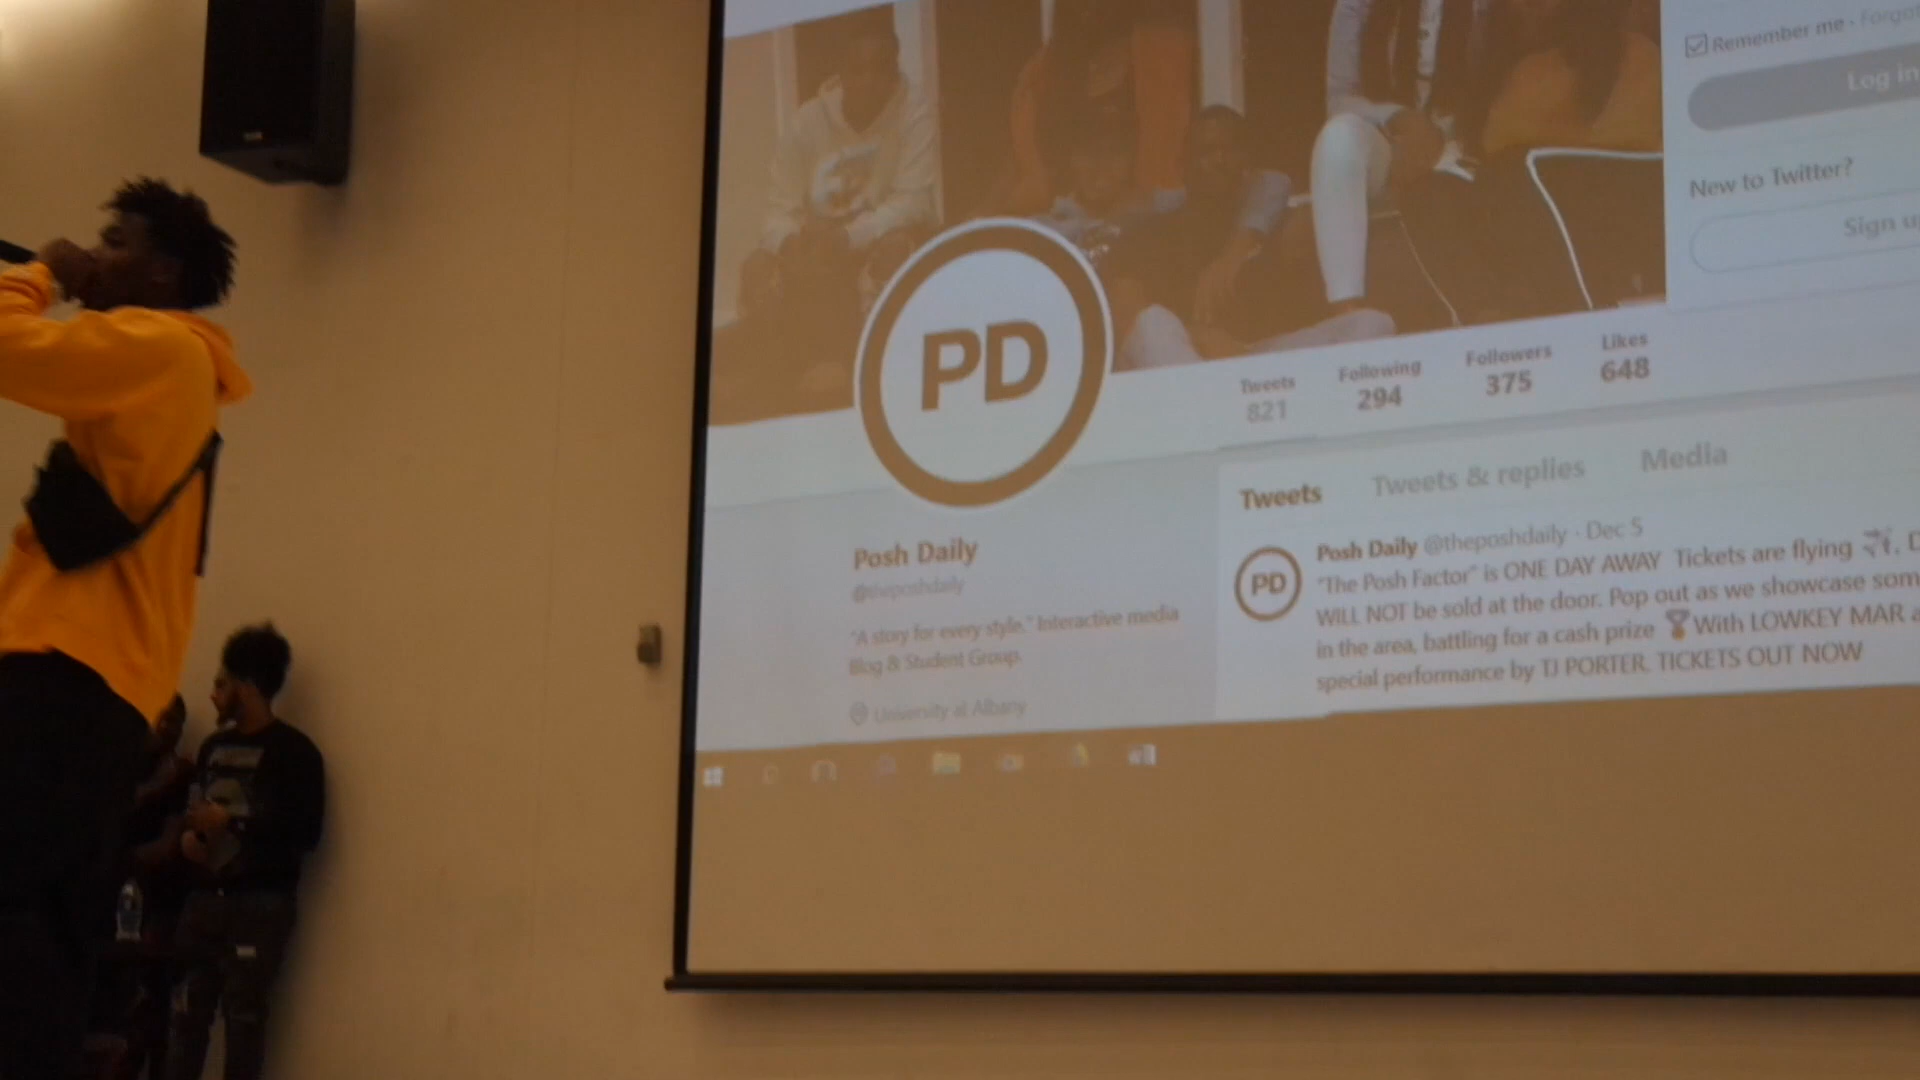 Remember me - Forgot
Log in
New to Twitter?
Sign u
PD
Tweets
821
Following
294
Followers
375
Likes
648
Tweets
Tweets & replies
Media
Posh Daily
@theposhdaily
"A story for every style." Interactive media
Blog & Student Group.
University at Albany
PD
Posh Daily @theposhdaily · Dec 5
"The Posh Factor" is ONE DAY AWAY Tickets are flying
WILL NOT be sold at the door. Pop out as we showcase som
in the area, battling for a cash prize 🏆With LOWKEY MAR a
special performance by TJ PORTER. TICKETS OUT NOW